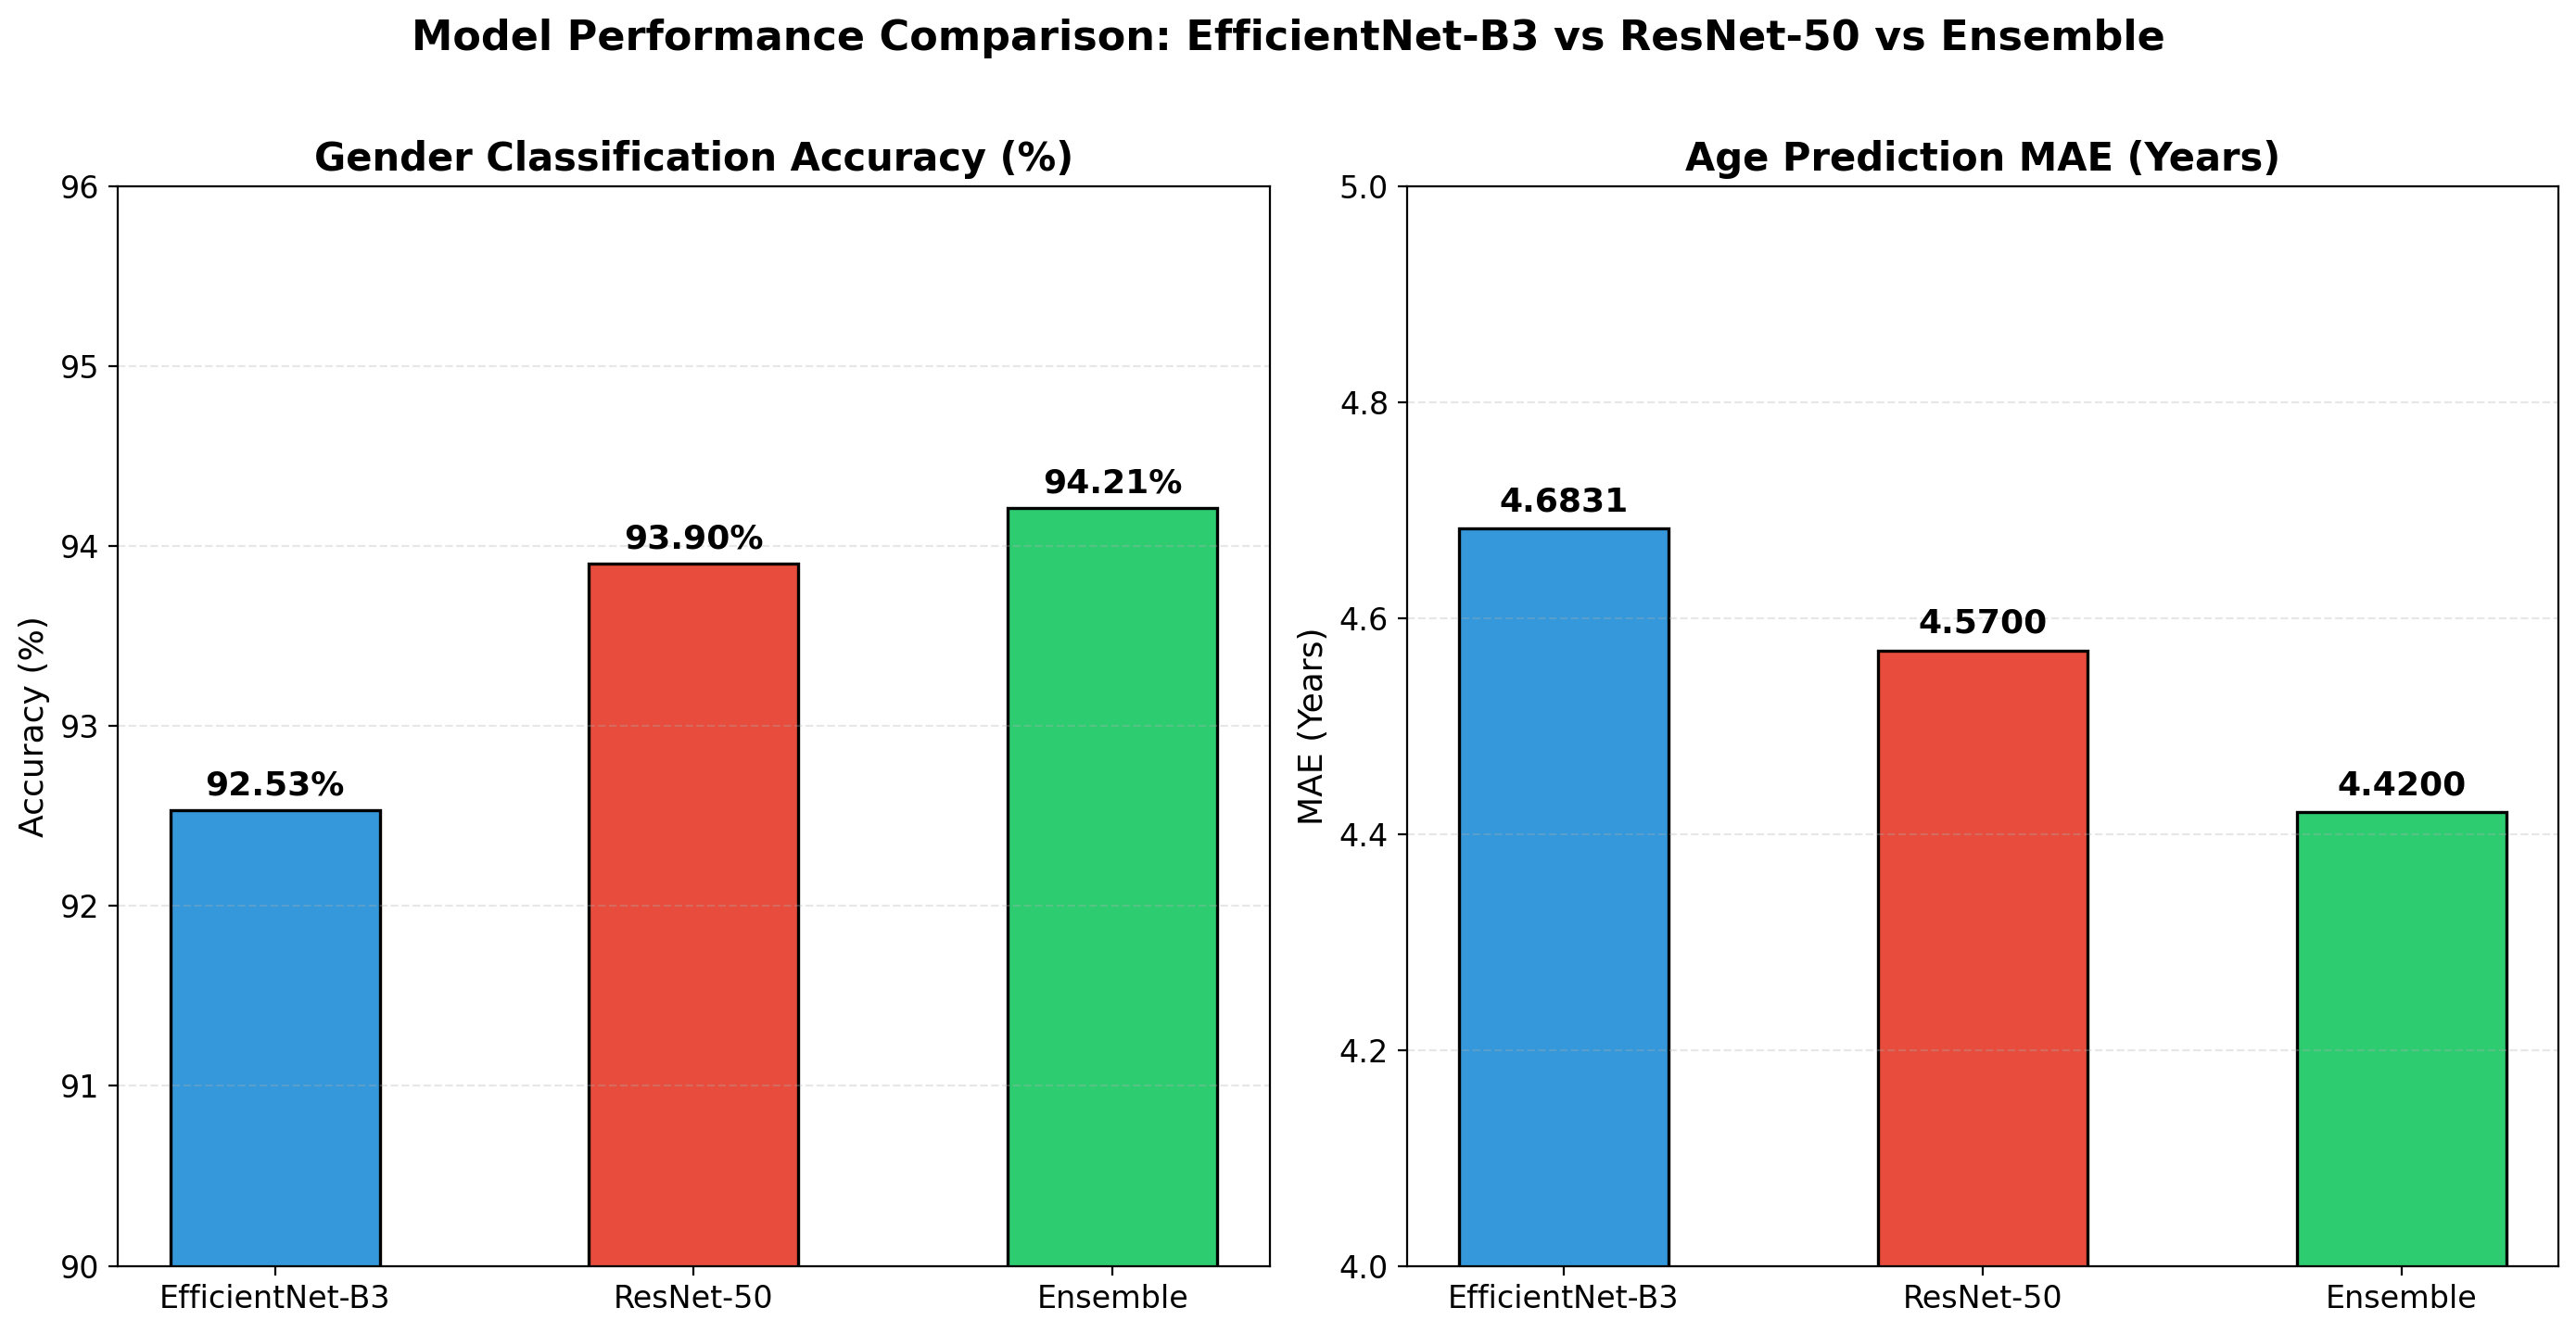 Model Performance Comparison: EfficientNet-B3 vs ResNet-50 vs Ensemble
Gender Classification Accuracy (%)
Accuracy (%)
96
95
94
93
92
91
90
92.53%
93.90%
94.21%
EfficientNet-B3
ResNet-50
Ensemble
Age Prediction MAE (Years)
MAE (Years)
5.0
4.8
4.6
4.4
4.2
4.0
4.6831
4.5700
4.4200
EfficientNet-B3
ResNet-50
Ensemble